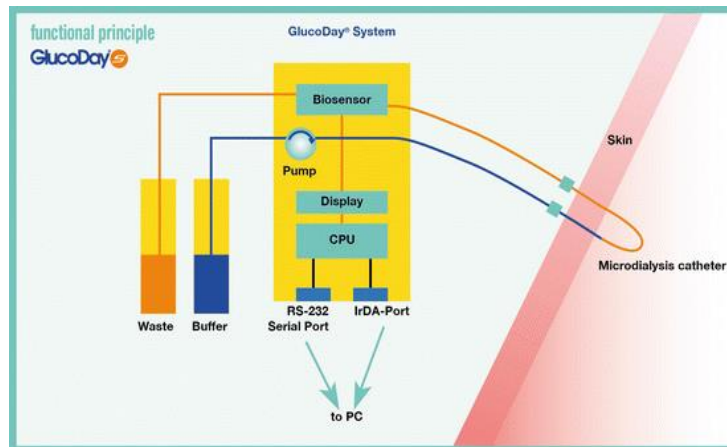 functional principle
GlucoDay S
GlucoDay® System
Biosensor
Skin
Pump
Display
CPU
Microdialysis catheter
Waste
Buffer
RS-232
Serial Port
IrDA-Port
to PC